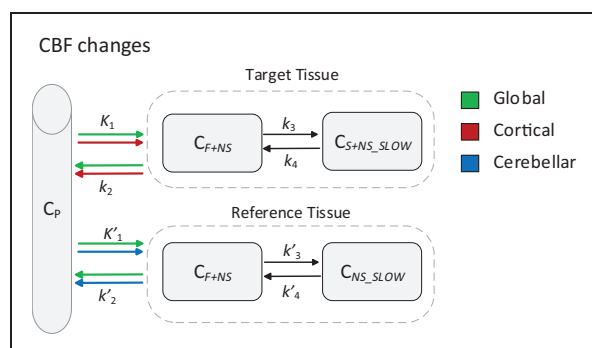 CBF changes
Target Tissue
Global
Cortical
Cerebellar
K₁
k₂
C_P
C_F+NS
k₃
k₄
C_S+NS_SLOW
Reference Tissue
K'₁
k'₂
C_F+NS
k'₃
k'₄
C_NS_SLOW